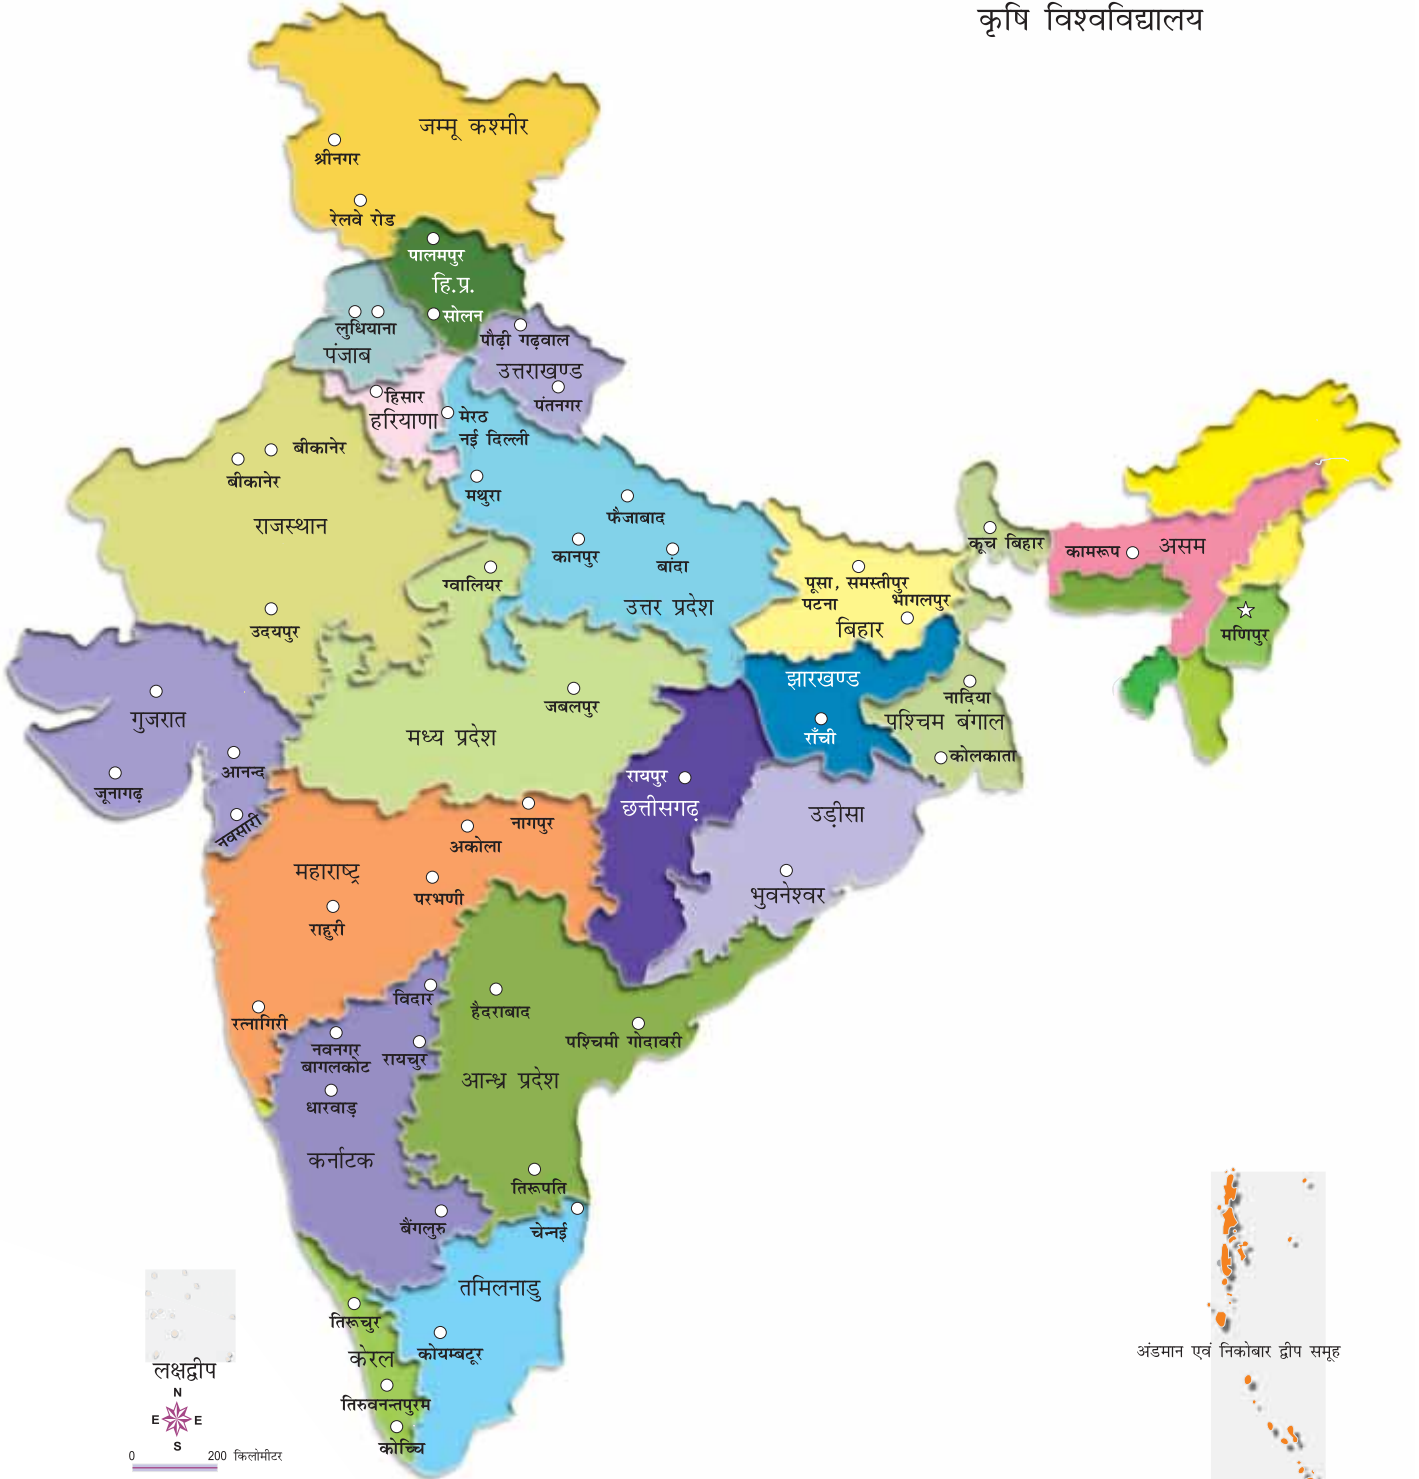 कृषि विश्वविद्यालय
जम्मू कश्मीर
श्रीनगर
रेलवे रोड
पालमपुर
हि.प्र.
सोलन
लुधियाना
पंजाब
पौढ़ी गढ़वाल
उत्तराखण्ड
पंतनगर
हिसार
हरियाणा
मेरठ
नई दिल्ली
बीकानेर
बीकानेर
राजस्थान
उदयपुर
मथुरा
फैजाबाद
कानपुर
बांदा
उत्तर प्रदेश
ग्वालियर
पूसा, समस्तीपुर
पटना
भागलपुर
बिहार
कूच बिहार
कामरूप
असम
मणिपुर
झारखण्ड
राँची
नादिया
पश्चिम बंगाल
कोलकाता
गुजरात
आनन्द
जूनागढ़
नवसारी
जबलपुर
मध्य प्रदेश
रायपुर
छत्तीसगढ़
उड़ीसा
भुवनेश्वर
नागपुर
अकोला
महाराष्ट्र
परभणी
राहुरी
रत्नागिरी
विदार
हैदराबाद
पश्चिमी गोदावरी
नवनगर
बागलकोट
रायचुर
आन्ध्र प्रदेश
धारवाड़
कर्नाटक
तिरूपति
बैंगलुरु
चेन्नई
तमिलनाडु
तिरूचुर
केरल
कोयम्बटूर
तिरुवनन्तपुरम
कोच्चि
लक्षद्वीप
N
E E
S
0 200 किलोमीटर
अंडमान एवं निकोबार द्वीप समूह